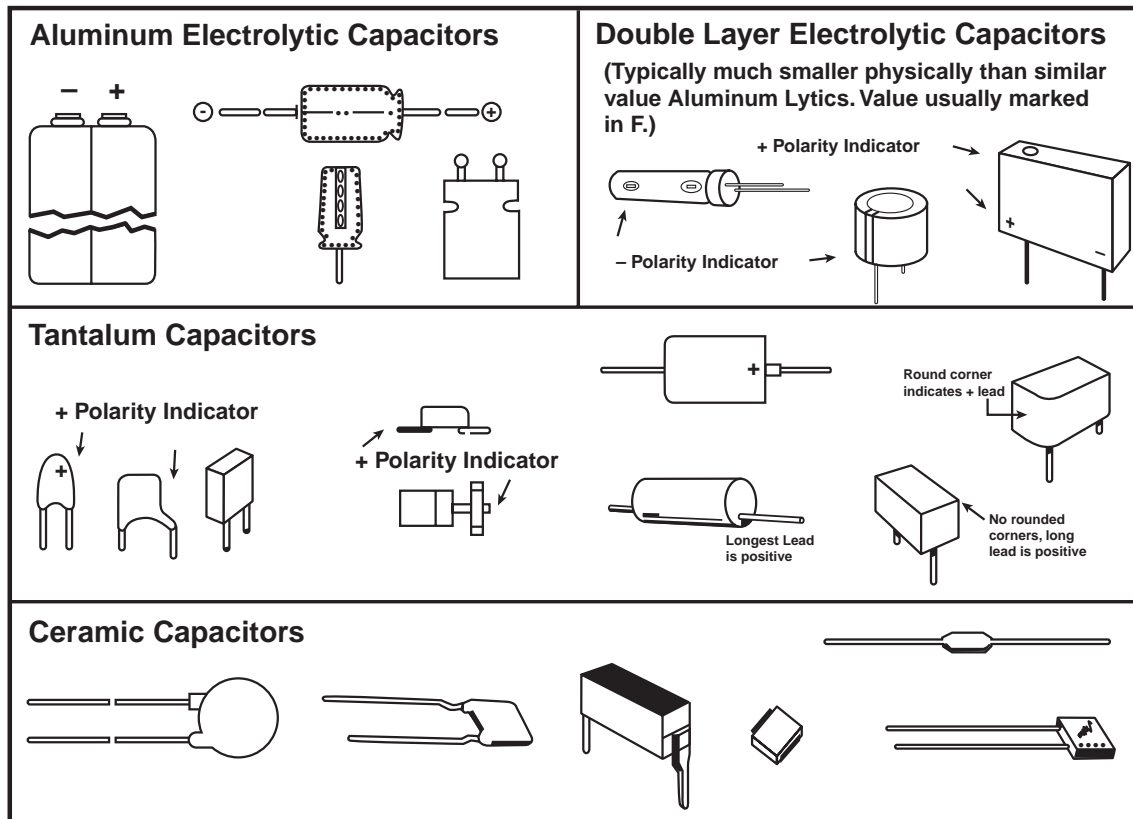 Aluminum Electrolytic Capacitors
– +
- +
Double Layer Electrolytic Capacitors
(Typically much smaller physically than similar
value Aluminum Lytics. Value usually marked
in F.)
+ Polarity Indicator
– Polarity Indicator
+
–
Tantalum Capacitors
+ Polarity Indicator
+
+ Polarity Indicator
+
Longest Lead
is positive
Round corner
indicates + lead
No rounded
corners, long
lead is positive
Ceramic Capacitors